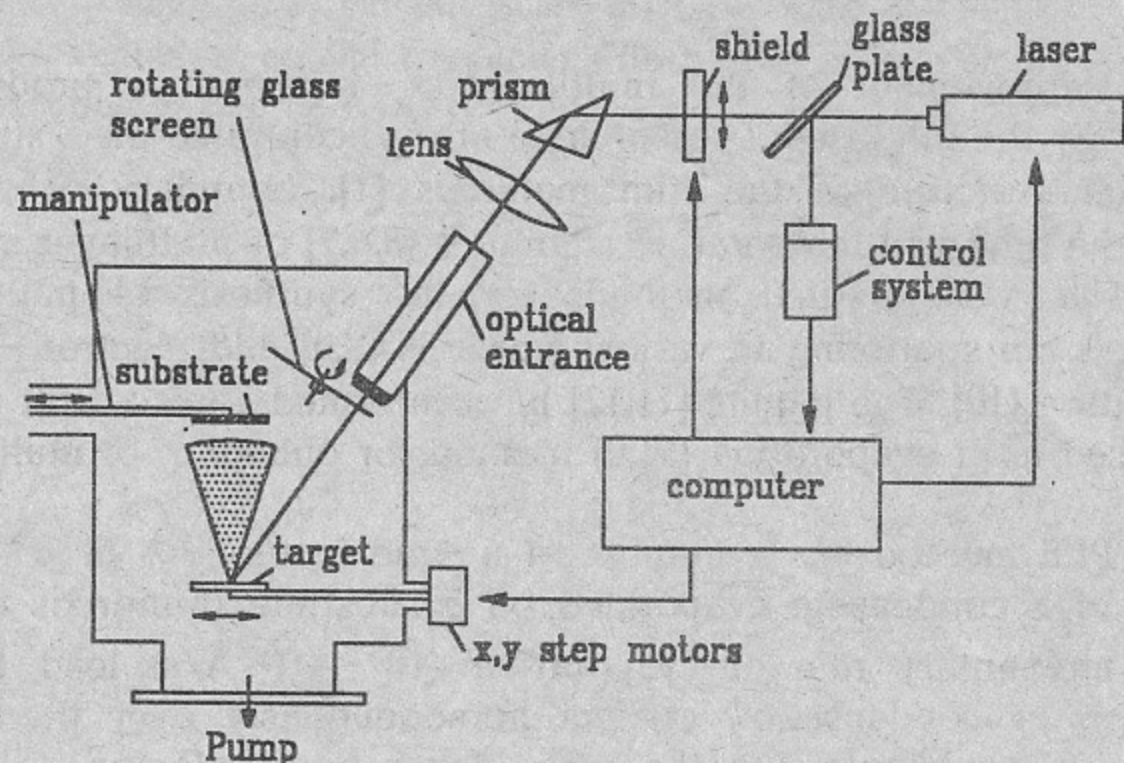 shield
glass
plate
laser
rotating glass
screen
prism
lens
manipulator
control
system
optical
entrance
substrate
computer
target
x,y step motors
Pump